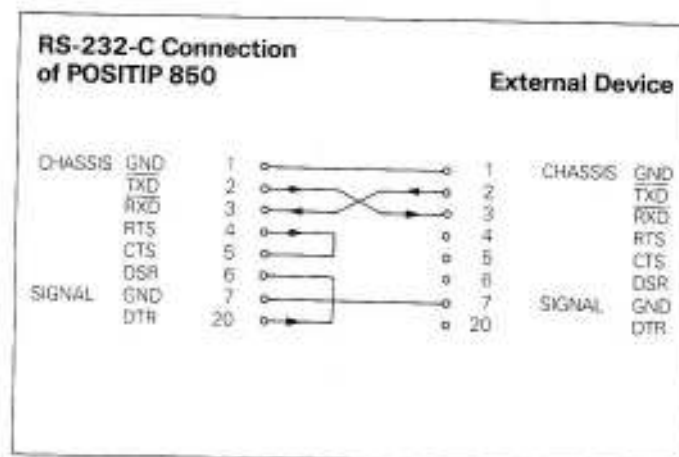 RS-232-C Connection
of POSITIP 850
External Device
CHASSIS GND 1 1 CHASSIS GND
TXD 2 2 TXD
RXD 3 3 RXD
RTS 4 4 RTS
CTS 5 5 CTS
DSR 6 6 DSR
SIGNAL GND 7 7 SIGNAL GND
DTR 20 20 DTR